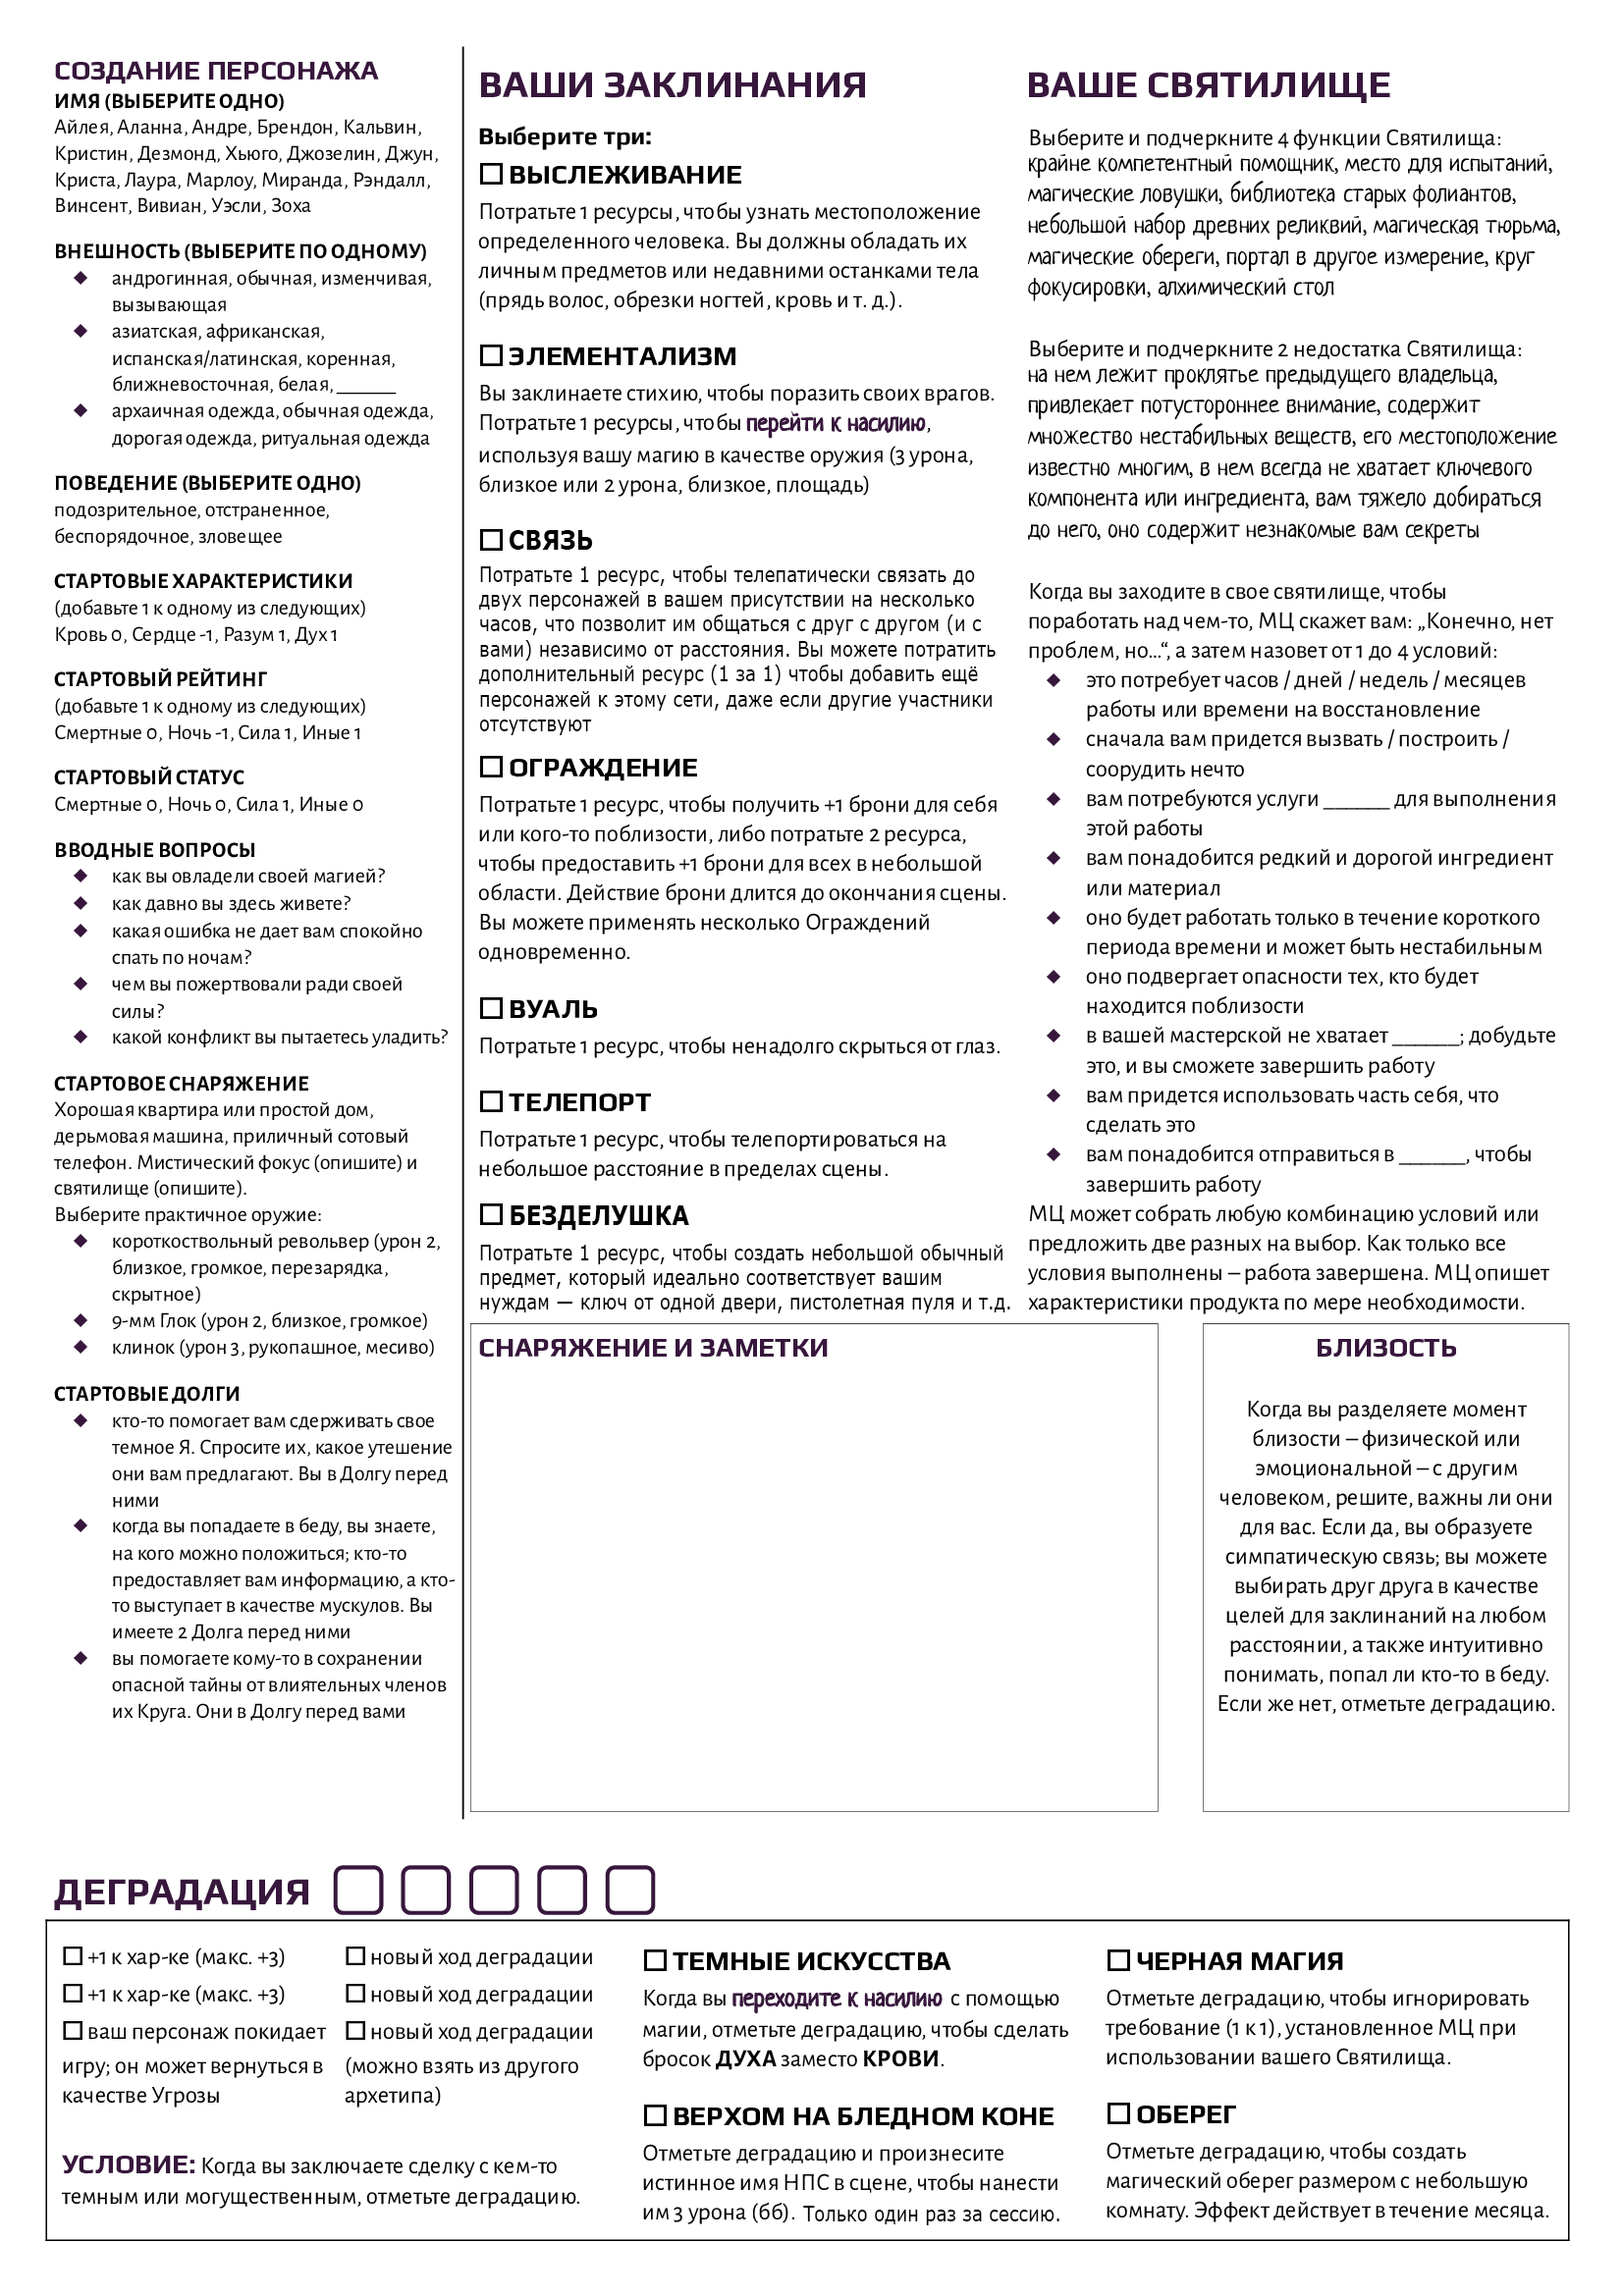 СОЗДАНИЕ ПЕРСОНАЖА
ИМЯ (ВЫБЕРИТЕ ОДНО)
Айлея, Аланна, Андре, Брендон, Кальвин,
Кристин, Дезмонд, Хьюго, Джозелин, Джун,
Криста, Лаура, Марлоу, Миранда, Рэндалл,
Винсент, Вивиан, Уэсли, Зоха
ВНЕШНОСТЬ (ВЫБЕРИТЕ ПО ОДНОМУ)
◆ андрогинная, обычная, изменчивая,
вызывающая
◆ азиатская, африканская,
испанская/латинская, коренная,
ближневосточная, белая, ______
◆ архаичная одежда, обычная одежда,
дорогая одежда, ритуальная одежда
ПОВЕДЕНИЕ (ВЫБЕРИТЕ ОДНО)
подозрительное, отстраненное,
беспорядочное, зловещее
СТАРТОВЫЕ ХАРАКТЕРИСТИКИ
(добавьте 1 к одному из следующих)
Кровь 0, Сердце -1, Разум 1, Дух 1
СТАРТОВЫЙ РЕЙТИНГ
(добавьте 1 к одному из следующих)
Смертные 0, Ночь -1, Сила 1, Иные 1
СТАРТОВЫЙ СТАТУС
Смертные 0, Ночь 0, Сила 1, Иные 0
ВВОДНЫЕ ВОПРОСЫ
◆ как вы овладели своей магией?
◆ как давно вы здесь живете?
◆ какая ошибка не дает вам спокойно
спать по ночам?
◆ чем вы пожертвовали ради своей
силы?
◆ какой конфликт вы пытаетесь уладить?
СТАРТОВОЕ СНАРЯЖЕНИЕ
Хорошая квартира или простой дом,
дерьмовая машина, приличный сотовый
телефон. Мистический фокус (опишите) и
святилище (опишите).
Выберите практичное оружие:
◆ короткоствольный револьвер (урон 2,
близкое, громкое, перезарядка,
скрытное)
◆ 9-мм Глок (урон 2, близкое, громкое)
◆ клинок (урон 3, рукопашное, месиво)
СТАРТОВЫЕ ДОЛГИ
◆ кто-то помогает вам сдерживать свое
темное Я. Спросите их, какое утешение
они вам предлагают. Вы в Долгу перед
ними
◆ когда вы попадаете в беду, вы знаете,
на кого можно положиться; кто-то
предоставляет вам информацию, а кто-
то выступает в качестве мускулов. Вы
имеете 2 Долга перед ними
◆ вы помогаете кому-то в сохранении
опасной тайны от влиятельных членов
их Круга. Они в Долгу перед вами
ВАШИ ЗАКЛИНАНИЯ
Выберите три:
☐ ВЫСЛЕЖИВАНИЕ
Потратьте 1 ресурсы, чтобы узнать местоположение
определенного человека. Вы должны обладать их
личным предметов или недавними останками тела
(прядь волос, обрезки ногтей, кровь и т. д.).
☐ ЭЛЕМЕНТАЛИЗМ
Вы заклинаете стихию, чтобы поразить своих врагов.
Потратьте 1 ресурсы, чтобы перейти к насилию,
используя вашу магию в качестве оружия (3 урона,
близкое или 2 урона, близкое, площадь)
☐ СВЯЗЬ
Потратьте 1 ресурс, чтобы телепатически связать до
двух персонажей в вашем присутствии на несколько
часов, что позволит им общаться с друг с другом (и с
вами) независимо от расстояния. Вы можете потратить
дополнительный ресурс (1 за 1) чтобы добавить ещё
персонажей к этому сети, даже если другие участники
отсутствуют
☐ ОГРАЖДЕНИЕ
Потратьте 1 ресурс, чтобы получить +1 брони для себя
или кого-то поблизости, либо потратьте 2 ресурса,
чтобы предоставить +1 брони для всех в небольшой
области. Действие брони длится до окончания сцены.
Вы можете применять несколько Ограждений
одновременно.
☐ ВУАЛЬ
Потратьте 1 ресурс, чтобы ненадолго скрыться от глаз.
☐ ТЕЛЕПОРТ
Потратьте 1 ресурс, чтобы телепортироваться на
небольшое расстояние в пределах сцены.
☐ БЕЗДЕЛУШКА
Потратьте 1 ресурс, чтобы создать небольшой обычный
предмет, который идеально соответствует вашим
нуждам — ключ от одной двери, пистолетная пуля и т.д.
ВАШЕ СВЯТИЛИЩЕ
Выберите и подчеркните 4 функции Святилища:
крайне компетентный помощник, место для испытаний,
магические ловушки, библиотека старых фолиантов,
небольшой набор древних реликвий, магическая тюрьма,
магические обереги, портал в другое измерение, круг
фокусировки, алхимический стол
Выберите и подчеркните 2 недостатка Святилища:
на нем лежит проклятье предыдущего владельца,
привлекает потустороннее внимание, содержит
множество нестабильных веществ, его местоположение
известно многим, в нем всегда не хватает ключевого
компонента или ингредиента, вам тяжело добираться
до него, оно содержит незнакомые вам секреты
Когда вы заходите в свое святилище, чтобы
поработать над чем-то, МЦ скажет вам: „Конечно, нет
проблем, но...“, а затем назовет от 1 до 4 условий:
◆ это потребует часов / дней / недель / месяцев
работы или времени на восстановление
◆ сначала вам придется вызвать / построить /
соорудить нечто
◆ вам потребуются услуги ______ для выполнения
этой работы
◆ вам понадобится редкий и дорогой ингредиент
или материал
◆ оно будет работать только в течение короткого
периода времени и может быть нестабильным
◆ оно подвергает опасности тех, кто будет
находится поблизости
◆ в вашей мастерской не хватает ______; добудьте
это, и вы сможете завершить работу
◆ вам придется использовать часть себя, что
сделать это
◆ вам понадобится отправиться в ______, чтобы
завершить работу
МЦ может собрать любую комбинацию условий или
предложить две разных на выбор. Как только все
условия выполнены – работа завершена. МЦ опишет
характеристики продукта по мере необходимости.
СНАРЯЖЕНИЕ И ЗАМЕТКИ
БЛИЗОСТЬ
Когда вы разделяете момент
близости – физической или
эмоциональной – с другим
человеком, решите, важны ли они
для вас. Если да, вы образуете
симпатическую связь; вы можете
выбирать друг друга в качестве
целей для заклинаний на любом
расстоянии, а также интуитивно
понимать, попал ли кто-то в беду.
Если же нет, отметьте деградацию.
ДЕГРАДАЦИЯ
☐ +1 к хар-ке (макс. +3)
☐ +1 к хар-ке (макс. +3)
☐ ваш персонаж покидает
игру; он может вернуться в
качестве Угрозы
☐ новый ход деградации
☐ новый ход деградации
☐ новый ход деградации
(можно взять из другого
архетипа)
УСЛОВИЕ: Когда вы заключаете сделку с кем-то
темным или могущественным, отметьте деградацию.
☐ ТЕМНЫЕ ИСКУССТВА
Когда вы переходите к насилию с помощью
магии, отметьте деградацию, чтобы сделать
бросок ДУХА заместо КРОВИ.
☐ ВЕРХОМ НА БЛЕДНОМ КОНЕ
Отметьте деградацию и произнесите
истинное имя НПС в сцене, чтобы нанести
им 3 урона (бб). Только один раз за сессию.
☐ ЧЕРНАЯ МАГИЯ
Отметьте деградацию, чтобы игнорировать
требование (1 к 1), установленное МЦ при
использовании вашего Святилища.
☐ ОБЕРЕГ
Отметьте деградацию, чтобы создать
магический оберег размером с небольшую
комнату. Эффект действует в течение месяца.